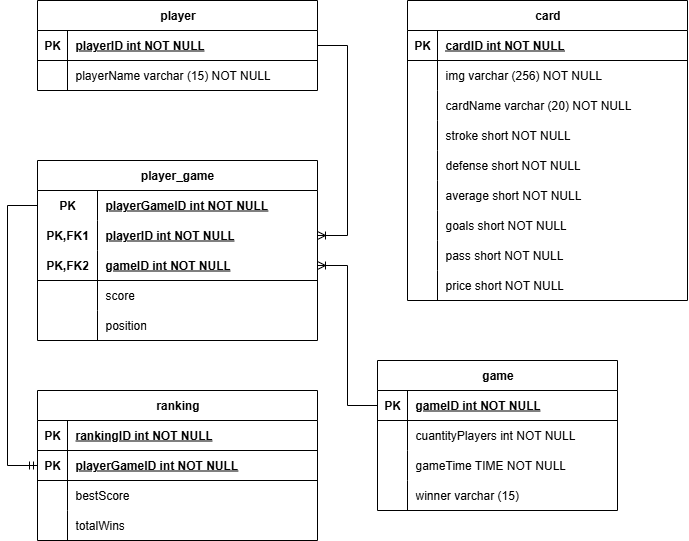 player
PK playerID int NOT NULL
playerName varchar (15) NOT NULL
card
PK cardID int NOT NULL
img varchar (256) NOT NULL
cardName varchar (20) NOT NULL
stroke short NOT NULL
defense short NOT NULL
average short NOT NULL
goals short NOT NULL
pass short NOT NULL
price short NOT NULL
player_game
PK playerGameID int NOT NULL
PK,FK1 playerID int NOT NULL
PK,FK2 gameID int NOT NULL
score
position
game
PK gameID int NOT NULL
cuantityPlayers int NOT NULL
gameTime TIME NOT NULL
winner varchar (15)
ranking
PK rankingID int NOT NULL
PK playerGameID int NOT NULL
bestScore
totalWins